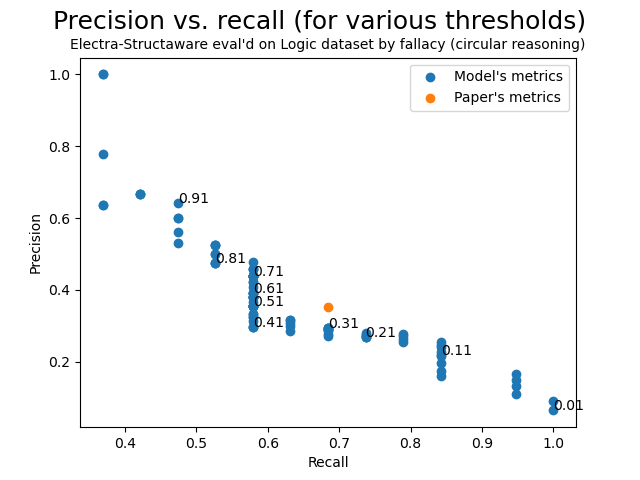 Precision vs. recall (for various thresholds)
Electra-Structaware eval'd on Logic dataset by fallacy (circular reasoning)
Model's metrics
Paper's metrics
1.0
0.8
0.6
0.4
0.2
Precision
0.91
0.81
0.71
0.61
0.51
0.41
0.31
0.21
0.11
0.01
0.4 0.5 0.6 0.7 0.8 0.9 1.0
Recall